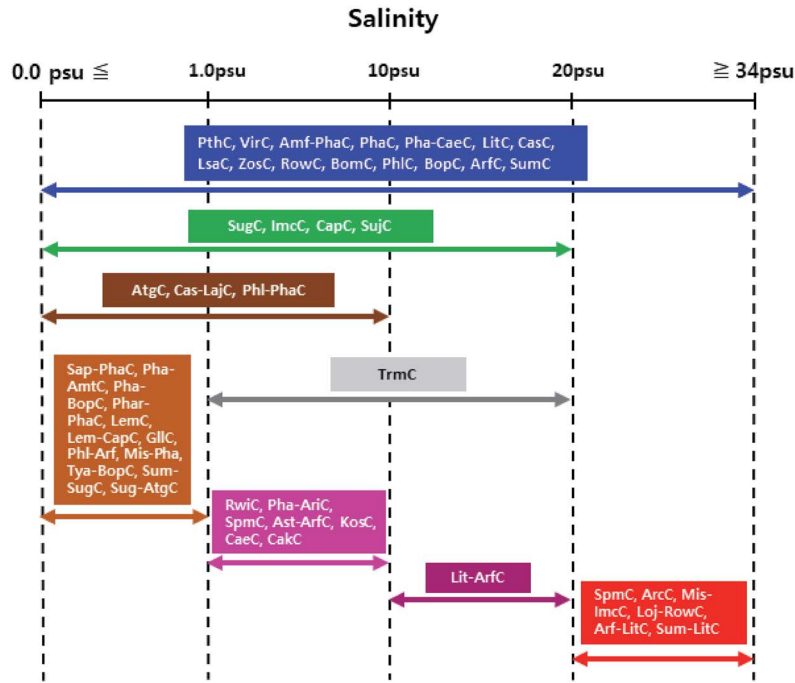 Salinity
0.0 psu ≦ 1.0psu 10psu 20psu ≧ 34psu
PthC, VirC, Amf-PhaC, PhaC, Pha-CaeC, LitC, CasC,
LsaC, ZosC, RowC, BomC, PhlC, BopC, ArfC, SumC
SugC, ImcC, CapC, SujC
AtgC, Cas-LajC, Phl-PhaC
Sap-PhaC, Pha-
AmtC, Pha-
BopC, Phar-
PhaC, LemC,
Lem-CapC, GllC,
Phl-Arf, Mis-Pha,
Tya-BopC, Sum-
SugC, Sug-AtgC
TrmC
RwiC, Pha-AriC,
SpmC, Ast-ArfC, KosC,
CaeC, CakC
Lit-ArfC
SpmC, ArcC, Mis-
ImcC, Loj-RowC,
Arf-LitC, Sum-LitC